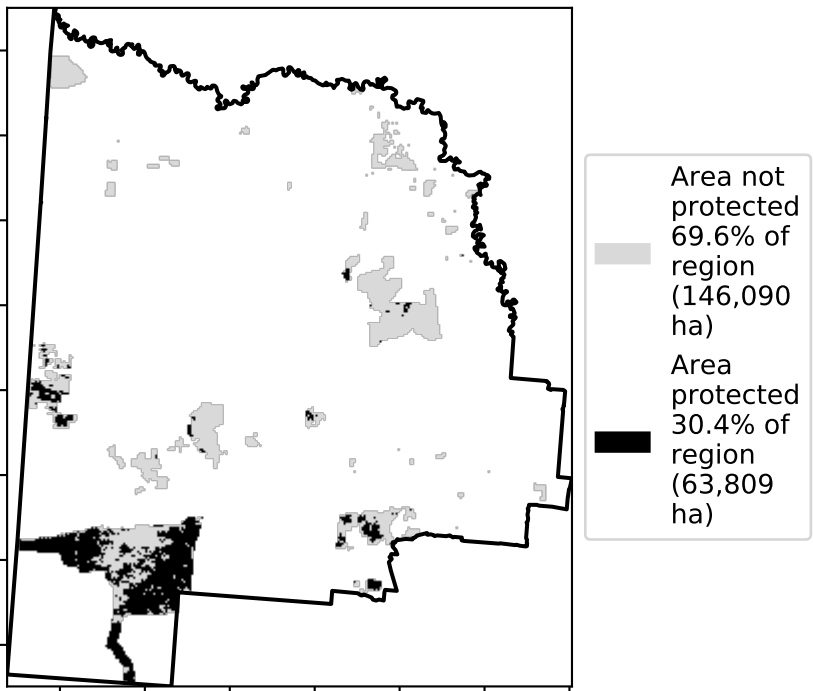 Area not
protected
69.6% of
region
(146,090
ha)
Area
protected
30.4% of
region
(63,809
ha)